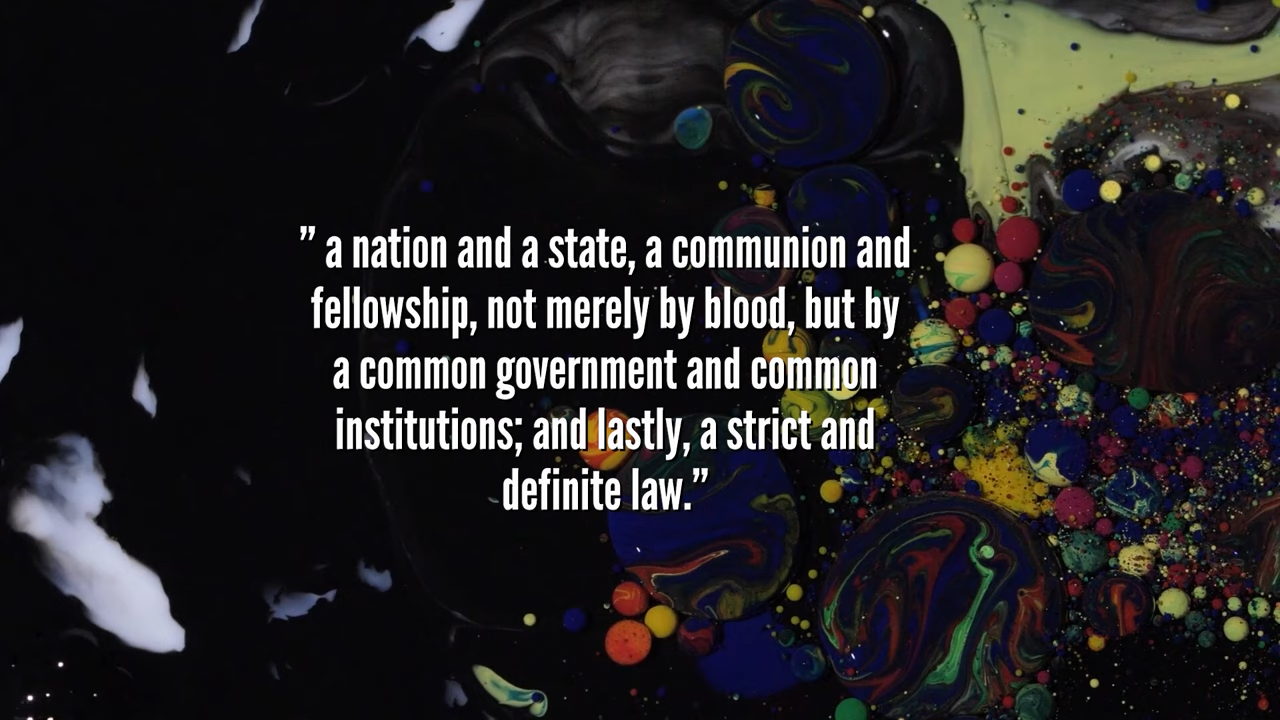 ” a nation and a state, a communion and
fellowship, not merely by blood, but by
a common government and common
institutions; and lastly, a strict and
definite law.”